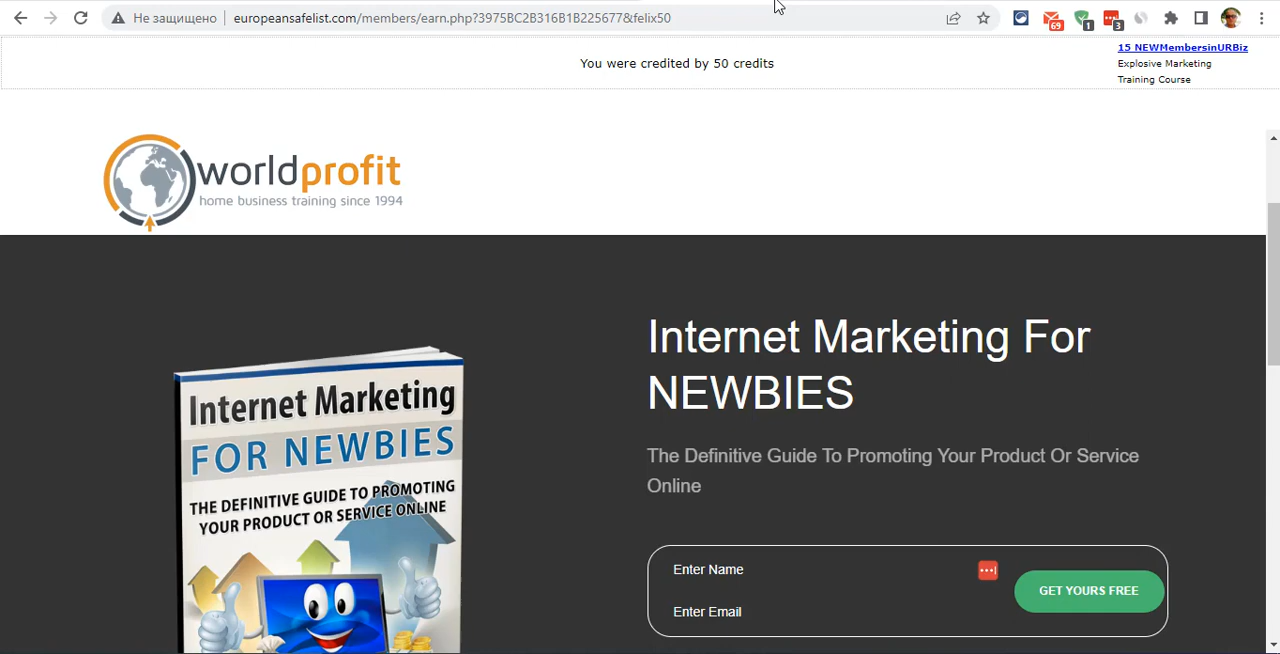 Не защищено
europeansafelist.com/members/earn.php?3975BC2B316B1B225677&felix50
69
1
3
You were credited by 50 credits
15 NEWMembersinURBiz
Explosive Marketing
Training Course
worldprofit
home business training since 1994
Internet Marketing
FOR NEWBIES
THE DEFINITIVE GUIDE TO PROMOTING
YOUR PRODUCT OR SERVICE ONLINE
Internet Marketing For
NEWBIES
The Definitive Guide To Promoting Your Product Or Service
Online
Enter Name
Enter Email
GET YOURS FREE